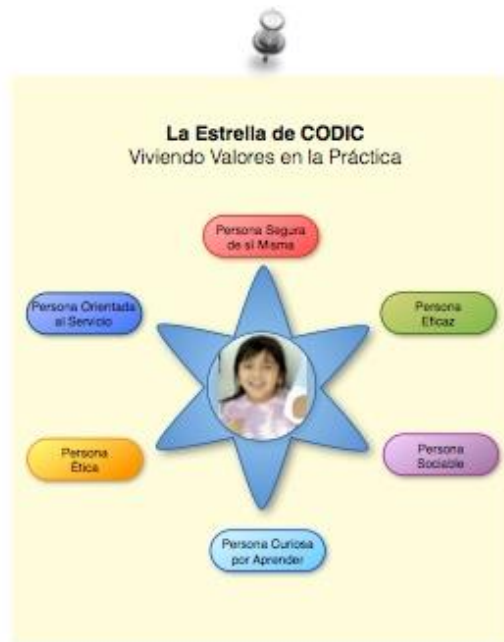 La Estrella de CODIC
Viviendo Valores en la Práctica
Persona Segura
de sí Misma
Persona Orientada
al Servicio
Persona
Eficaz
Persona
Ética
Persona
Sociable
Persona Curiosa
por Aprender